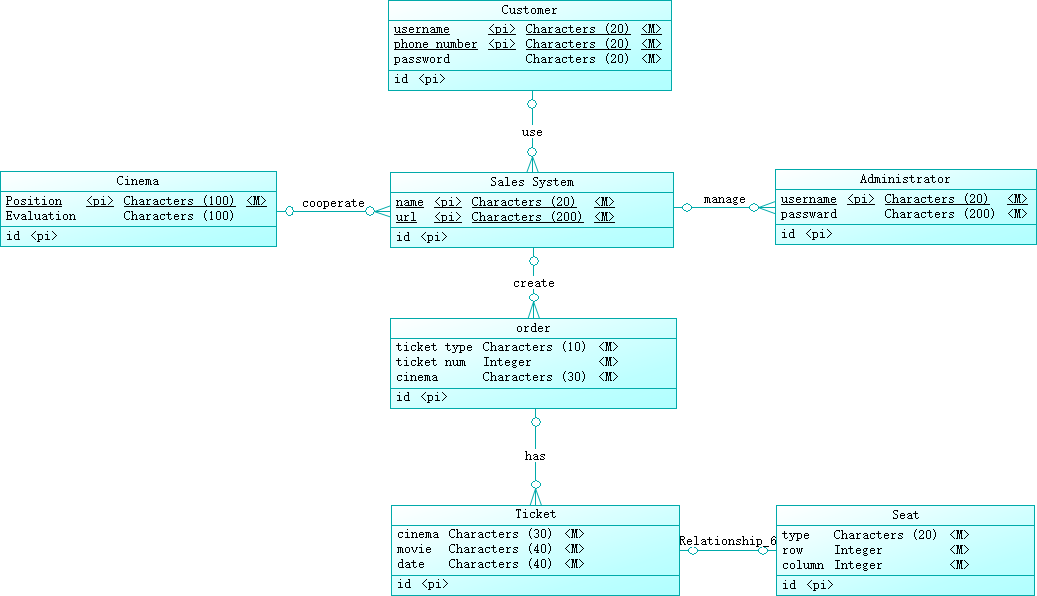 Customer
username <pi> Characters (20) <M>
phone number <pi> Characters (20) <M>
password Characters (20) <M>
id <pi>
use
Cinema
Position <pi> Characters (100) <M>
Evaluation Characters (100)
id <pi>
cooperate
Sales System
name <pi> Characters (20) <M>
url <pi> Characters (200) <M>
id <pi>
manage
Administrator
username <pi> Characters (20) <M>
passward Characters (200) <M>
id <pi>
create
order
ticket type Characters (10) <M>
ticket num Integer <M>
cinema Characters (30) <M>
id <pi>
has
Ticket
cinema Characters (30) <M>
movie Characters (40) <M>
date Characters (40) <M>
id <pi>
Relationship_6
Seat
type Characters (20) <M>
row Integer <M>
column Integer <M>
id <pi>